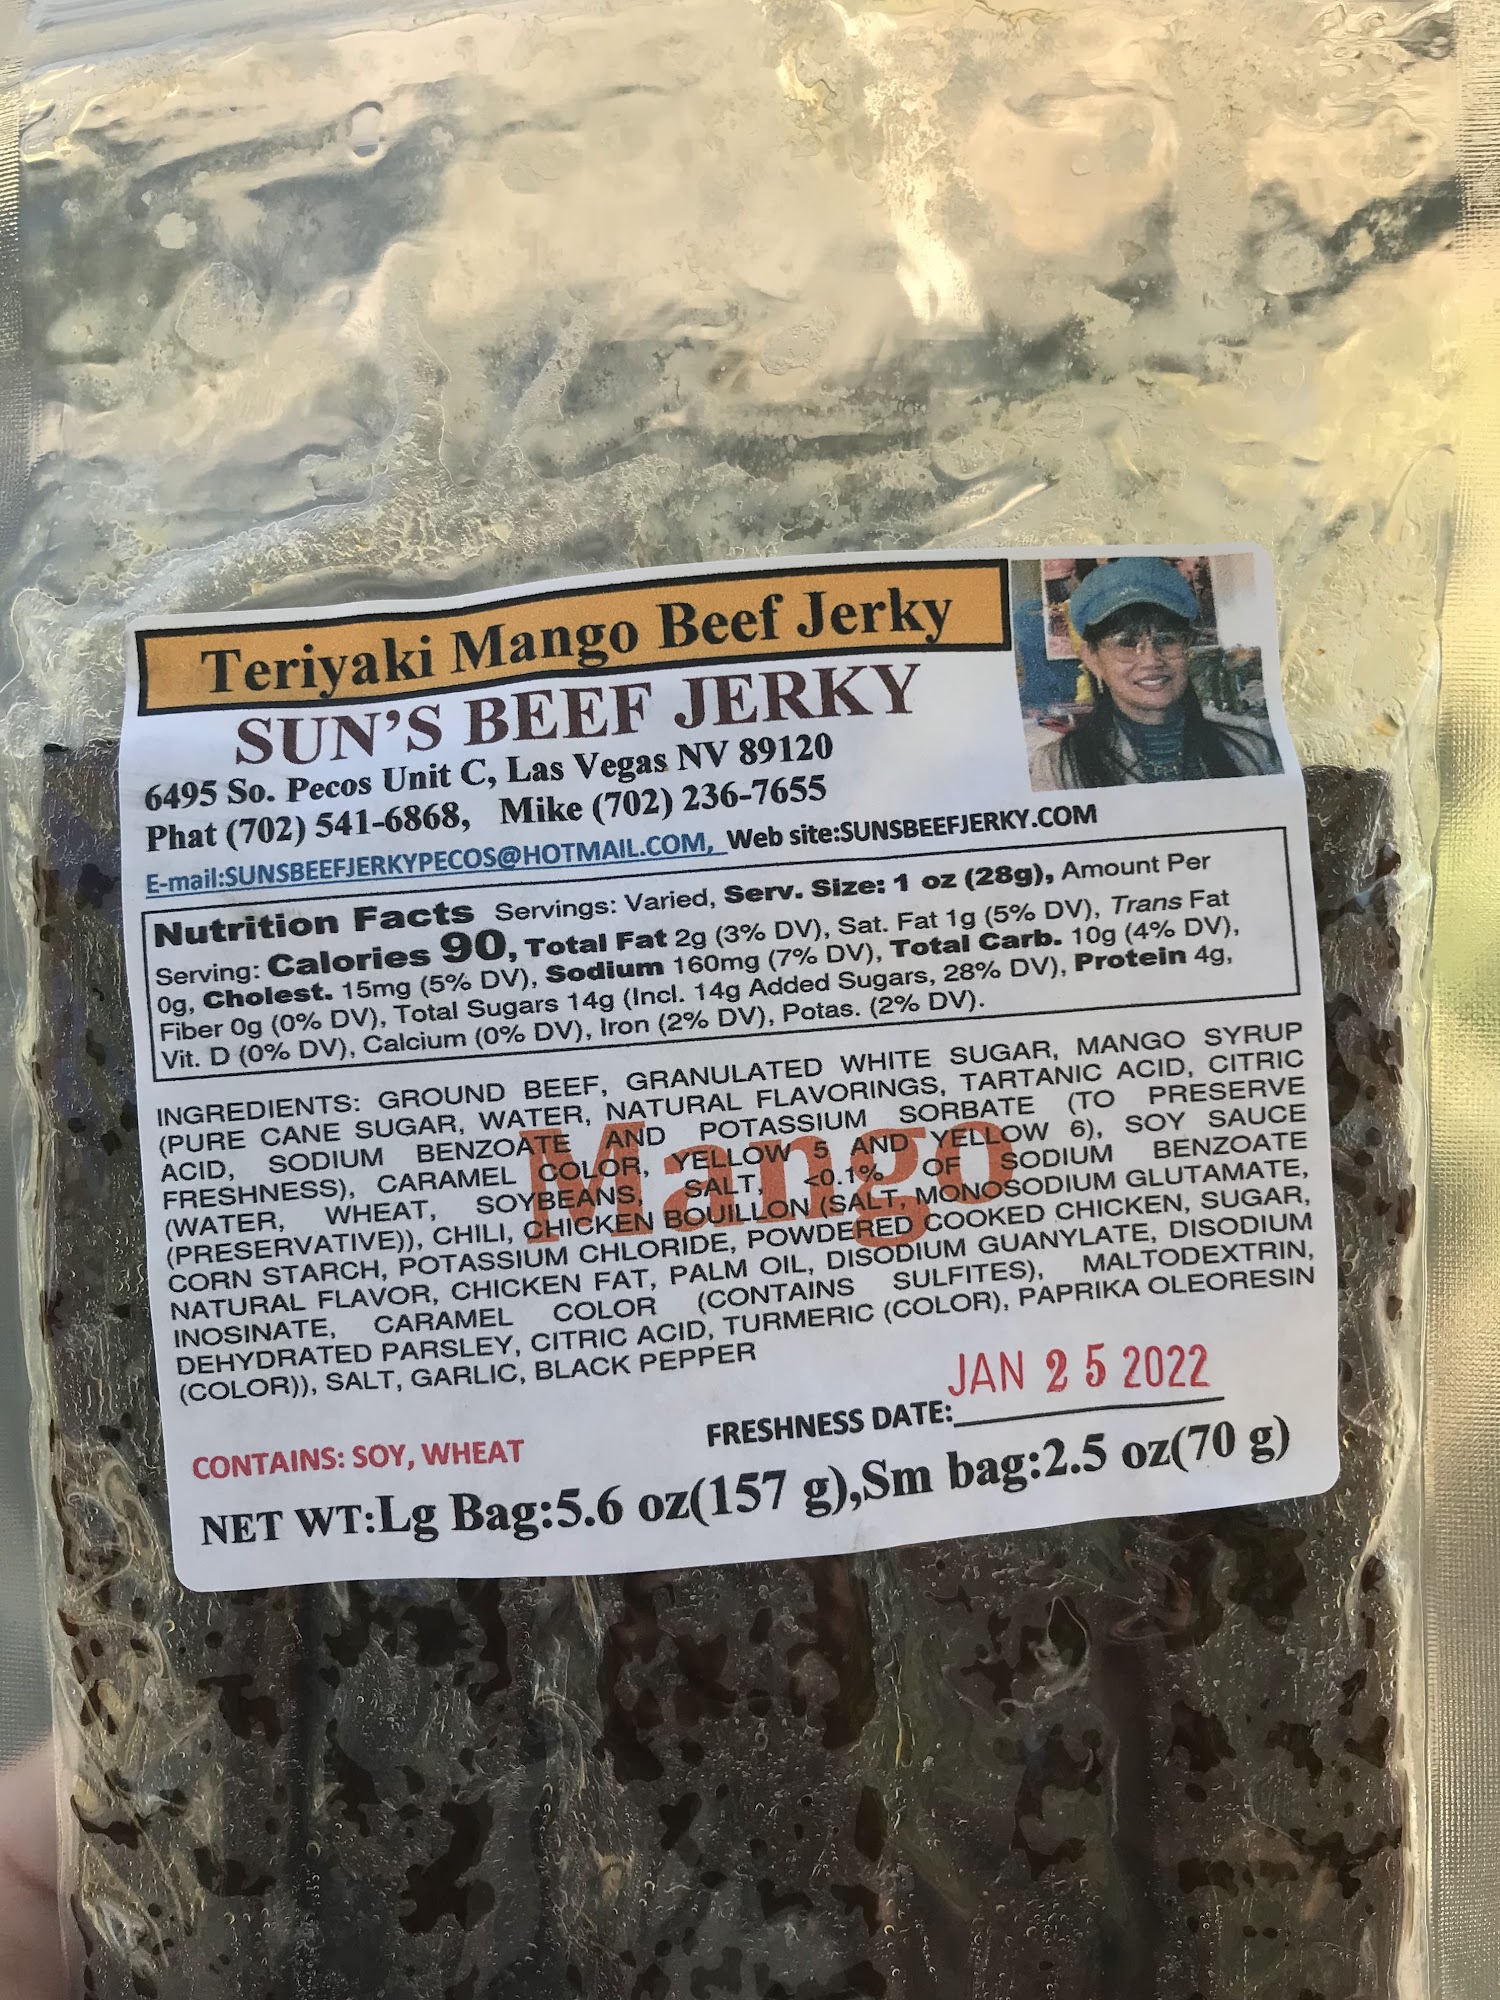 Teriyaki Mango Beef Jerky
SUN'S BEEF JERKY
6495 So. Pecos Unit C, Las Vegas NV 89120
Phat (702) 541-6868, Mike (702) 236-7655
E-mail:SUNSBEEFJERKYPECOS@HOTMAIL.COM, Web site:SUNSBEEFJERKY.COM
Nutrition Facts Servings: Varied, Serv. Size: 1 oz (28g), Amount Per
Serving: Calories 90, Total Fat 2g (3% DV), Sat. Fat 1g (5% DV), Trans Fat
0g, Cholest. 15mg (5% DV), Sodium 160mg (7% DV), Total Carb. 10g (4% DV),
Fiber 0g (0% DV), Total Sugars 14g (Incl. 14g Added Sugars, 28% DV), Protein 4g,
Vit. D (0% DV), Calcium (0% DV), Iron (2% DV), Potas. (2% DV).
INGREDIENTS: GROUND BEEF, GRANULATED WHITE SUGAR, MANGO SYRUP
(PURE CANE SUGAR, WATER, NATURAL FLAVORINGS, TARTANIC ACID, CITRIC
ACID, SODIUM BENZOATE AND POTASSIUM SORBATE (TO PRESERVE
FRESHNESS), CARAMEL COLOR, YELLOW 5 AND YELLOW 6), SOY SAUCE
(WATER, WHEAT, SOYBEANS, SALT, <0.1% OF SODIUM BENZOATE
(PRESERVATIVE)), CHILI, CHICKEN BOUILLON (SALT, MONOSODIUM GLUTAMATE,
CORN STARCH, POTASSIUM CHLORIDE, POWDERED COOKED CHICKEN, SUGAR,
NATURAL FLAVOR, CHICKEN FAT, PALM OIL, DISODIUM GUANYLATE, DISODIUM
INOSINATE, CARAMEL COLOR (CONTAINS SULFITES), MALTODEXTRIN,
DEHYDRATED PARSLEY, CITRIC ACID, TURMERIC (COLOR), PAPRIKA OLEORESIN
(COLOR)), SALT, GARLIC, BLACK PEPPER
Mango
JAN 25 2022
FRESHNESS DATE:
CONTAINS: SOY, WHEAT
NET WT:Lg Bag:5.6 oz(157 g),Sm bag:2.5 oz(70 g)